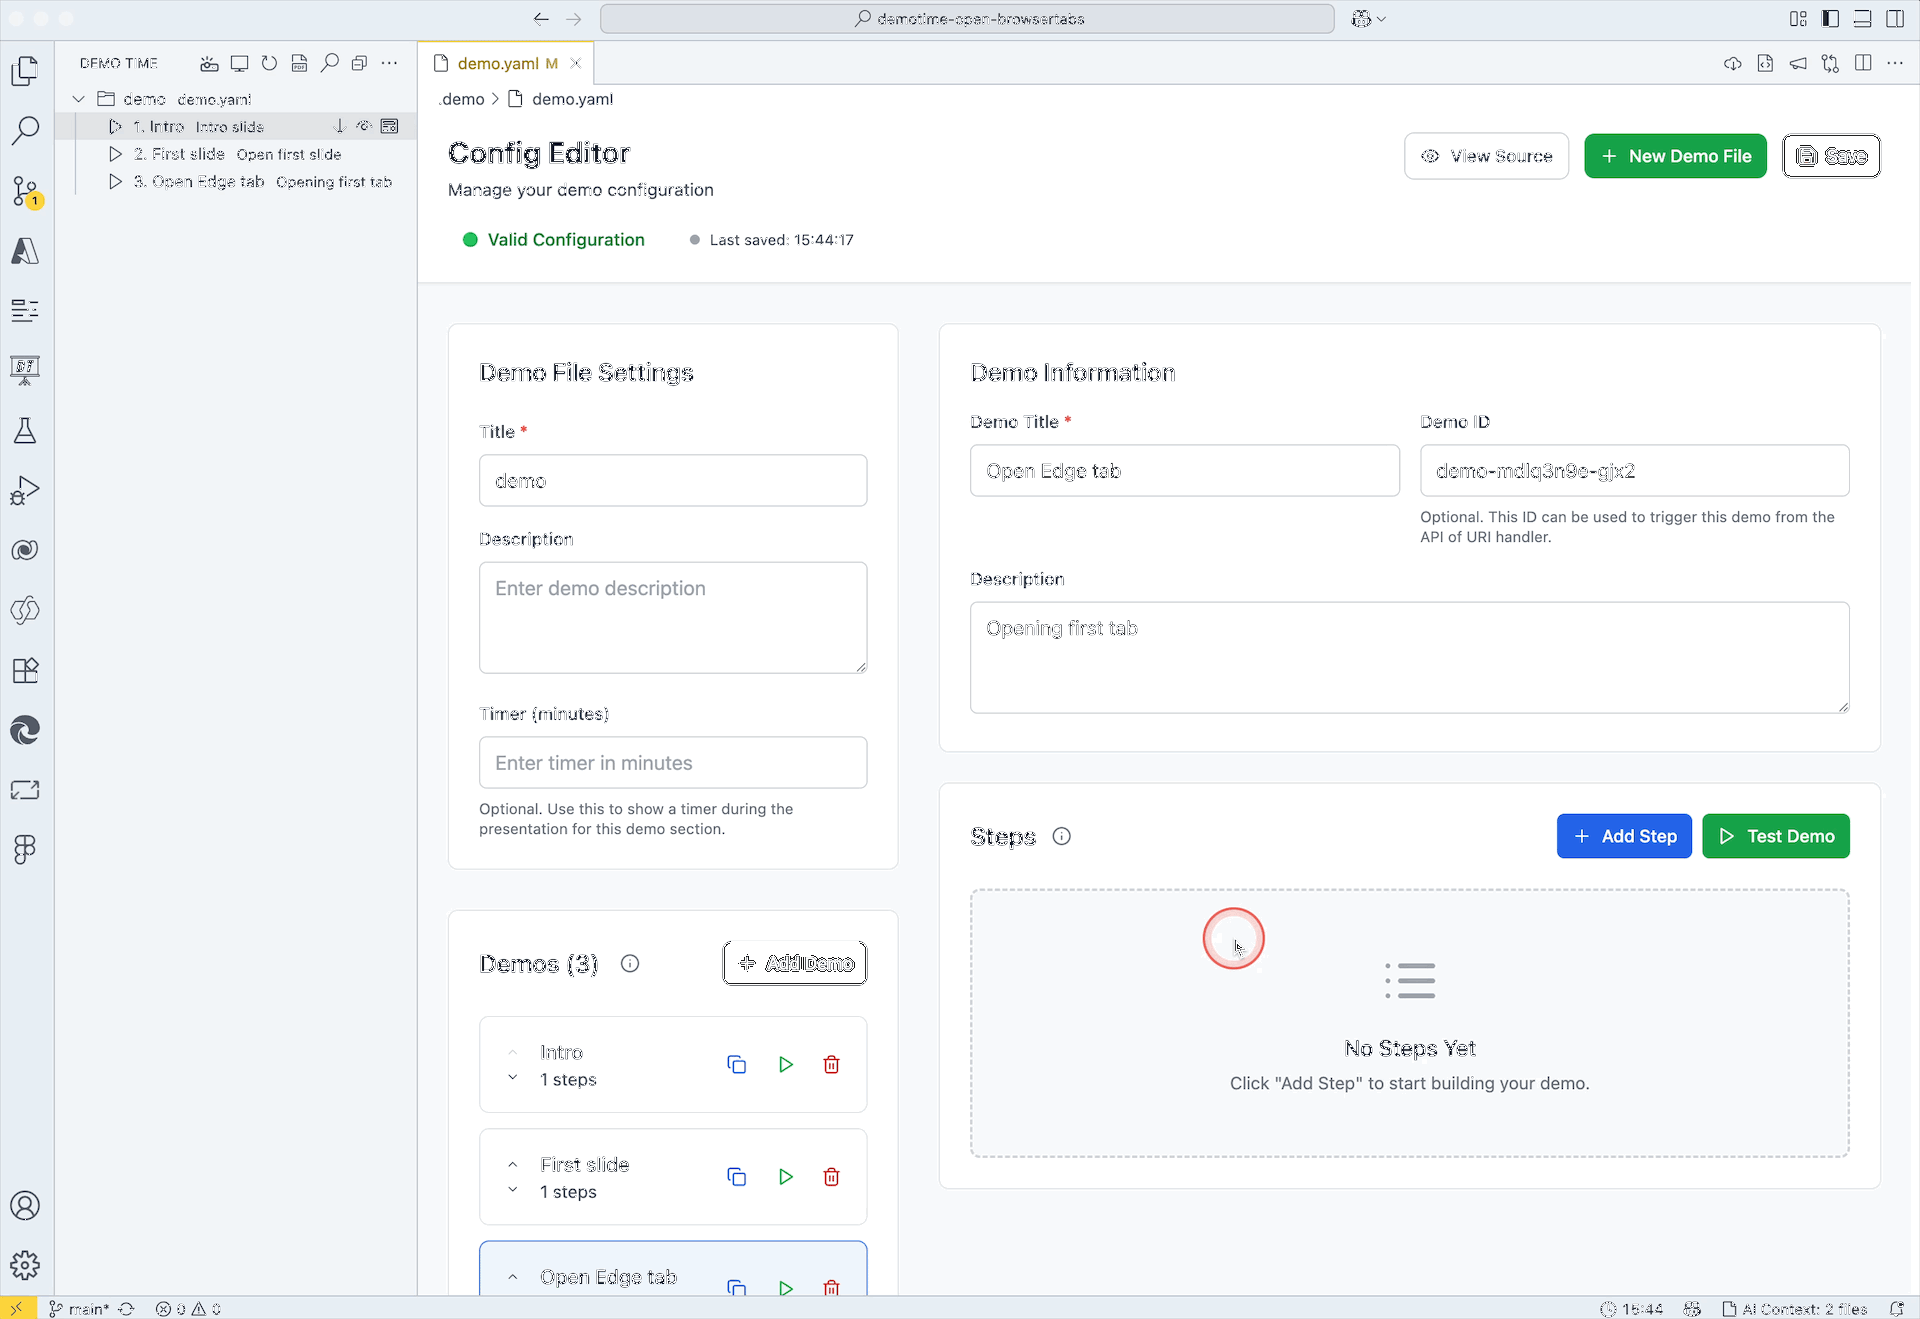 demotime-open-browsertabs
DEMO TIME
PDF
demo demo.yaml
1. Intro Intro slide
2. First slide Open first slide
3. Open Edge tab Opening first tab
1
DT
demo.yaml M
.demo > demo.yaml
Config Editor
Manage your demo configuration
View Source
+ New Demo File
Save
Valid Configuration
Last saved: 15:44:17
Demo File Settings
Title *
demo
Description
Enter demo description
Timer (minutes)
Enter timer in minutes
Optional. Use this to show a timer during the
presentation for this demo section.
Demos (3)
+ Add Demo
Intro
1 steps
First slide
1 steps
Open Edge tab
Demo Information
Demo Title *
Open Edge tab
Demo ID
demo-mdlq3n9e-gjx2
Optional. This ID can be used to trigger this demo from the
API of URI handler.
Description
Opening first tab
Steps
+ Add Step
Test Demo
No Steps Yet
Click "Add Step" to start building your demo.
main*
0 0
15:44
AI Context: 2 files